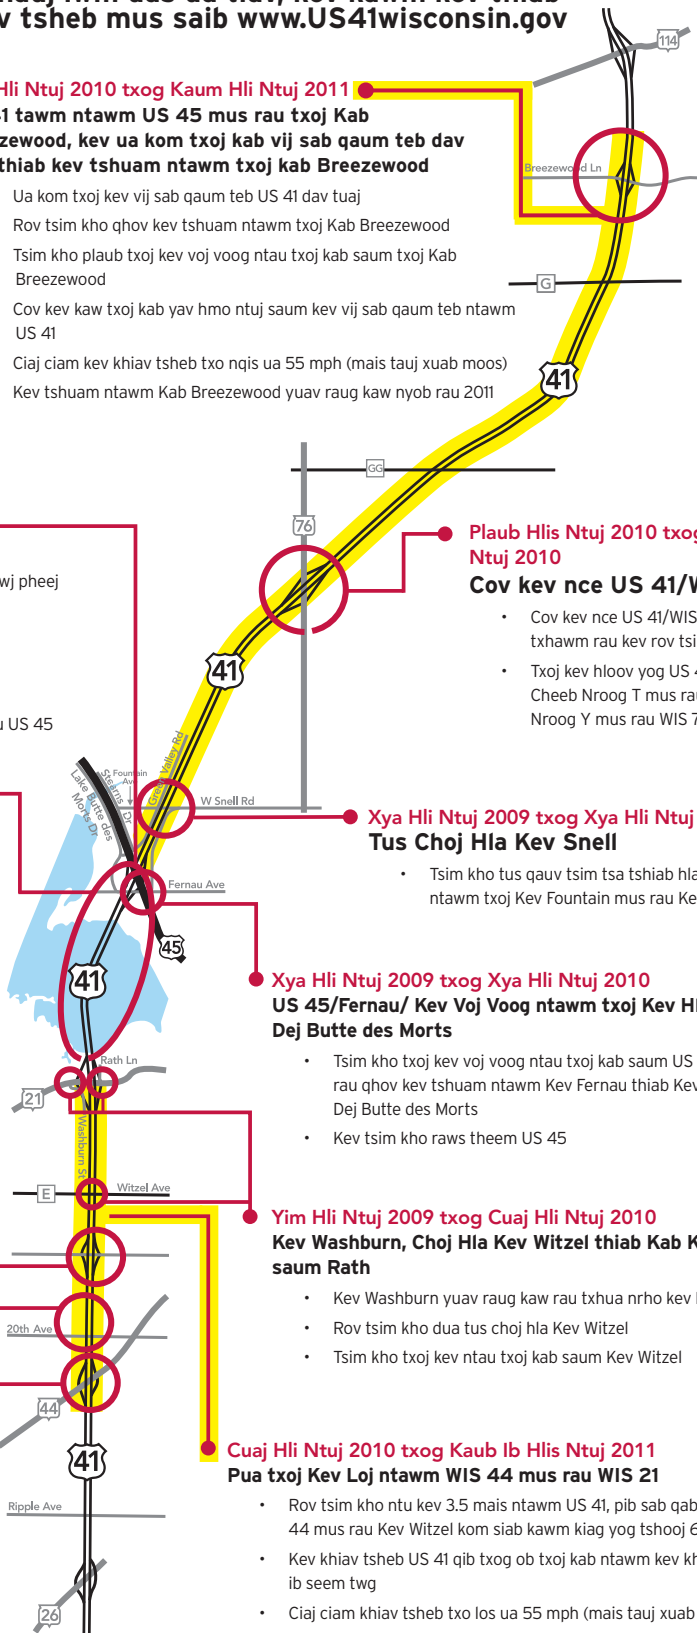 v tsheb mus saib www.US41wisconsin.gov
114
Hli Ntuj 2010 txog Kaum Hli Ntuj 2011
tawm ntawm US 45 mus rau txoj Kab
kev ua kom txoj kab vij sab qaum teb dav
thiab kev tshuam ntawm txoj kab Breezewood
Breezewood Ln
Ua kom txoj kev vij sab qaum teb US 41 dav tuaj
Rov tsim kho qhov kev tshuam ntawm txoj Kab Breezewood
Tsim kho plaub txoj kev voj voog ntau txoj kab saum txoj Kab
Breezewood
G
Cov kev kaw txoj kab yav hmo ntuj saum kev vij sab qaum teb ntawm
US 41
Ciaj ciam kev khiav tsheb txo nqis ua 55 mph (mais tauj xuab moos)
Kev tshuam ntawm Kab Breezewood yuav raug kaw nyob rau 2011
41
GG
76
Plaub Hlis Ntuj 2010 txog
Ntuj 2010
Cov kev nce US 41/W
• Cov kev nce US 41/WIS
txhawm rau kev rov tsi
• Txoj kev hloov yog US 4
Cheeb Nroog T mus rau
Nroog Y mus rau WIS 7
wj pheej
41
u US 45
Green Valley Rd
Fountain
Ave
Stearns Dr
Lake Butte des
Morts Dr
W Snell Rd
Xya Hli Ntuj 2009 txog Xya Hli Ntuj
Tus Choj Hla Kev Snell
• Tsim kho tus qauv tsim tsa tshiab hla
ntawm txoj Kev Fountain mus rau Ke
Fernau Ave
45
41
Xya Hli Ntuj 2009 txog Xya Hli Ntuj 2010
US 45/Fernau/ Kev Voj Voog ntawm txoj Kev H
Dej Butte des Morts
• Tsim kho txoj kev voj voog ntau txoj kab saum US
rau qhov kev tshuam ntawm Kev Fernau thiab Kev
Dej Butte des Morts
• Kev tsim kho raws theem US 45
Rath Ln
21
Washburn St
E
Witzel Ave
Yim Hli Ntuj 2009 txog Cuaj Hli Ntuj 2010
Kev Washburn, Choj Hla Kev Witzel thiab Kab K
saum Rath
• Kev Washburn yuav raug kaw rau txhua nrho kev
• Rov tsim kho dua tus choj hla Kev Witzel
• Tsim kho txoj kev ntau txoj kab saum Kev Witzel
20th Ave
44
41
Cuaj Hli Ntuj 2010 txog Kaub Ib Hlis Ntuj 2011
Pua txoj Kev Loj ntawm WIS 44 mus rau WIS 21
• Rov tsim kho ntu kev 3.5 mais ntawm US 41, pib sab qab
44 mus rau Kev Witzel kom siab kawm kiag yog tshooj 6
• Kev khiav tsheb US 41 qib txog ob txoj kab ntawm kev kh
ib seem twg
• Ciaj ciam khiav tsheb txo los ua 55 mph (mais tauj xuab
Ripple Ave
26